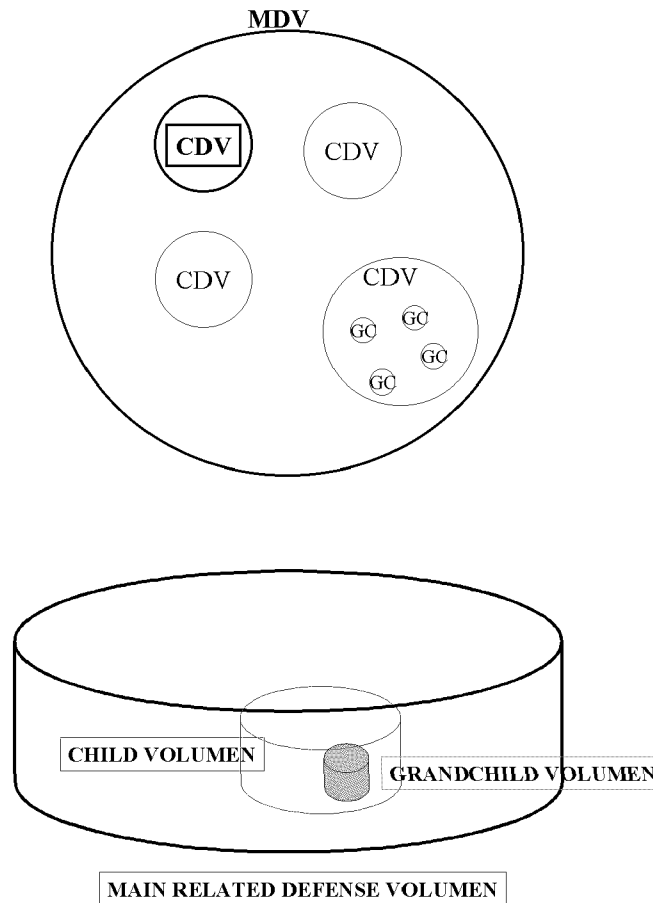 MDV
CDV
CDV
CDV
CDV
GC
GC
GC
GC
CHILD VOLUMEN
GRANDCHILD VOLUMEN
MAIN RELATED DEFENSE VOLUMEN